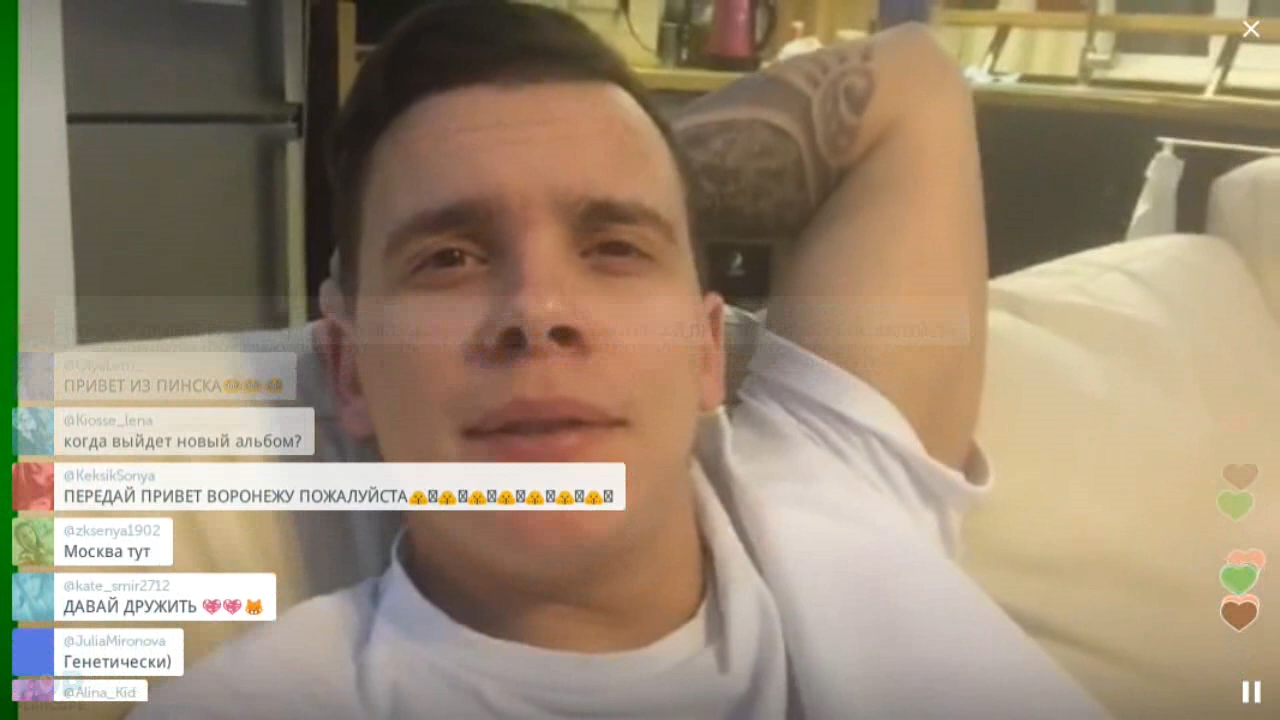 ПРИВЕТ ИЗ ПИНСКА
@Kiosse_lena
когда выйдет новый альбом?
@KeksikSonya
ПЕРЕДАЙ ПРИВЕТ ВОРОНЕЖУ ПОЖАЛУЙСТА
@zksenya1902
Москва тут
@kate_smir2712
ДАВАЙ ДРУЖИТЬ 💖💖😹
@JuliaMironova
Генетически)
@Alina_Kid